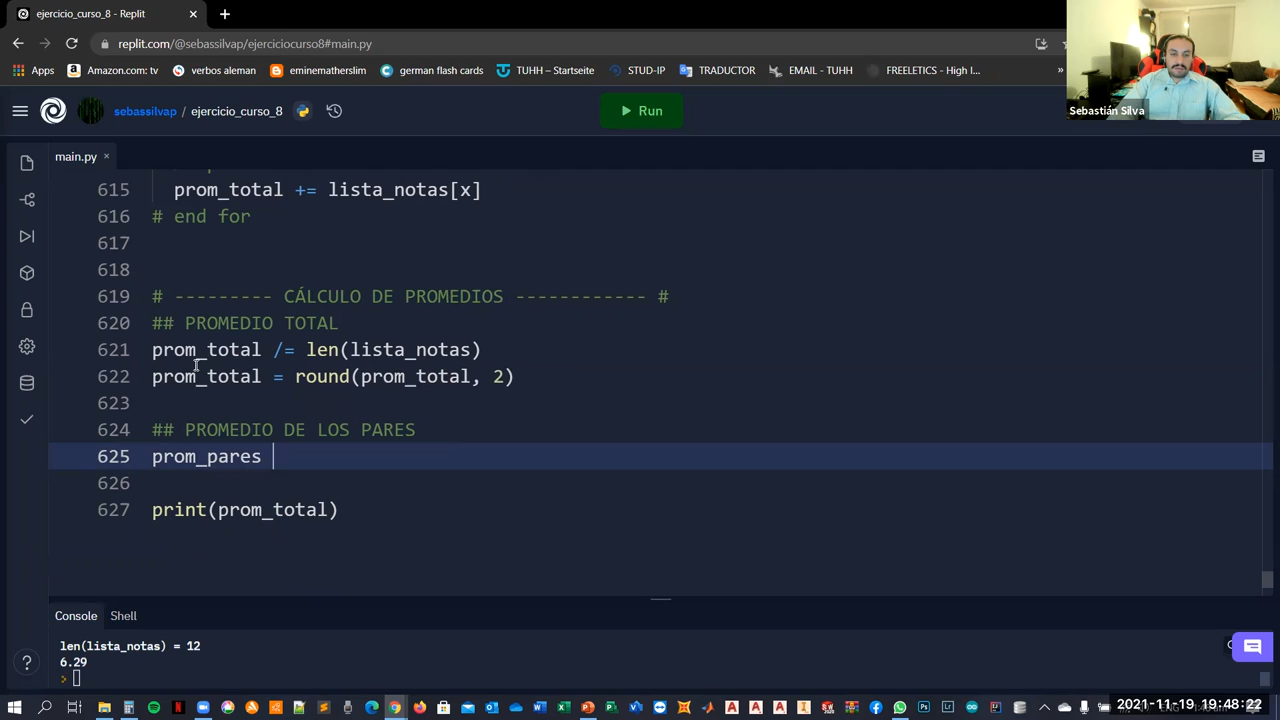 ejercicio_curso_8 - Replit
replit.com/@sebassilvap/ejerciciocurso8#main.py
Apps
Amazon.com: tv
verbos aleman
eminematherslim
german flash
TUHH – Startseite
STUD-IP
TRADUCTOR
EMAIL - TUHH
FREELETICS - High I...
»
Sebastián Silva
sebassilvap / ejercicio_curso_8
Run
main.py
615 prom_total += lista_notas[x]
616 # end for
617
618
619 # --------- CÁLCULO DE PROMEDIOS ------------ #
620 ## PROMEDIO TOTAL
621 prom_total /= len(lista_notas)
622 prom_total = round(prom_total, 2)
623
624 ## PROMEDIO DE LOS PARES
625 prom_pares
626
627 print(prom_total)
Console
Shell
len(lista_notas) = 12
6.29
>
2021-11-19 19:48:22